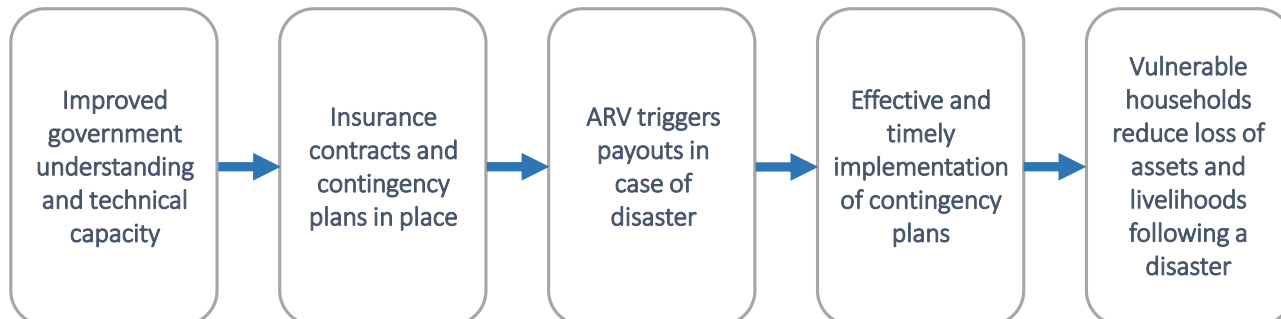 Improved
government
understanding
and technical
capacity
Insurance
contracts and
contingency
plans in place
ARV triggers
payouts in
case of
disaster
Effective and
timely
implementation
of contingency
plans
Vulnerable
households
reduce loss of
assets and
livelihoods
following a
disaster